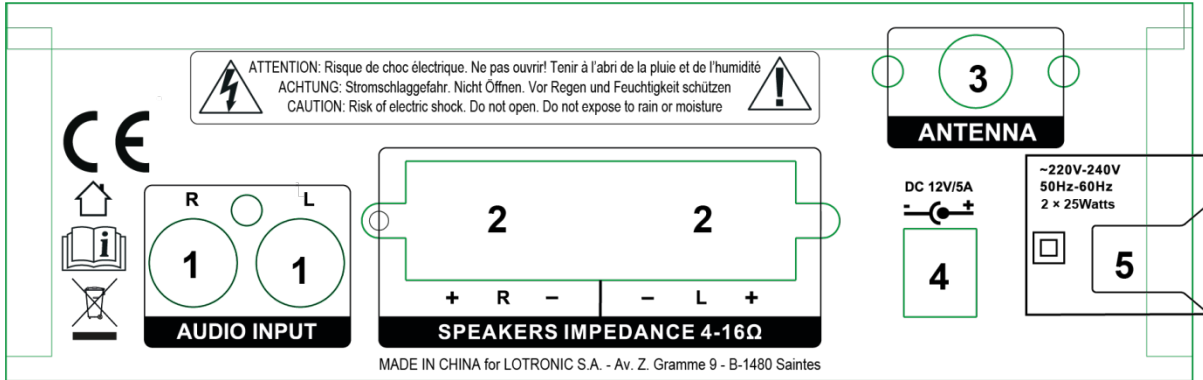 ATTENTION: Risque de choc électrique. Ne pas ouvrir! Tenir à l'abri de la pluie et de l'humidité
ACHTUNG: Stromschlaggefahr. Nicht Öffnen. Vor Regen und Feuchtigkeit schützen
CAUTION: Risk of electric shock. Do not open. Do not expose to rain or moisture
3
ANTENNA
CE
R L
1 1
AUDIO INPUT
2 2
+ R − − L +
SPEAKERS IMPEDANCE 4-16Ω
DC 12V/5A
- +
4
~220V-240V
50Hz-60Hz
2 × 25Watts
5
i
MADE IN CHINA for LOTRONIC S.A. - Av. Z. Gramme 9 - B-1480 Saintes